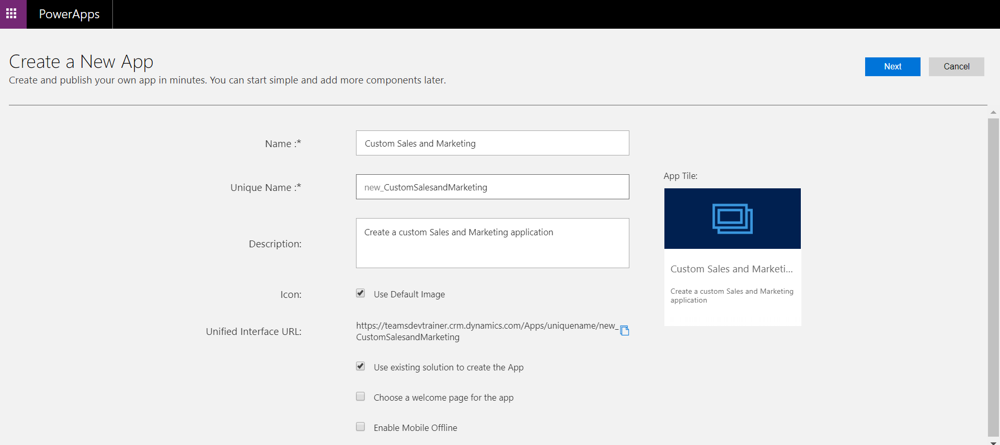 PowerApps
Create a New App
Create and publish your own app in minutes. You can start simple and add more components later.
Next
Cancel
Name :*
Custom Sales and Marketing
Unique Name :*
new_CustomSalesandMarketing
Description:
Create a custom Sales and Marketing application
Icon:
Use Default Image
Unified Interface URL:
https://teamsdevtrainer.crm.dynamics.com/Apps/uniquename/new_
CustomSalesandMarketing
Use existing solution to create the App
Choose a welcome page for the app
Enable Mobile Offline
App Tile:
Custom Sales and Marketi...
Create a custom Sales and Marketing
application